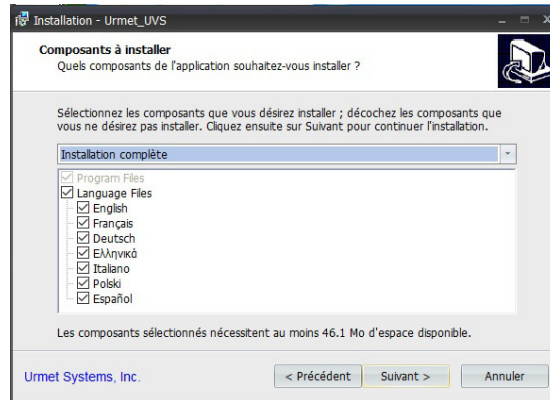 Installation - Urmet_UVS
Composants à installer
Quels composants de l'application souhaitez-vous installer ?
Sélectionnez les composants que vous désirez installer ; décochez les composants que
vous ne désirez pas installer. Cliquez ensuite sur Suivant pour continuer l'installation.
Installation complète
Program Files
Language Files
English
Français
Deutsch
Ελληνικά
Italiano
Polski
Español
Les composants sélectionnés nécessitent au moins 46.1 Mo d'espace disponible.
Urmet Systems, Inc.
< Précédent
Suivant >
Annuler